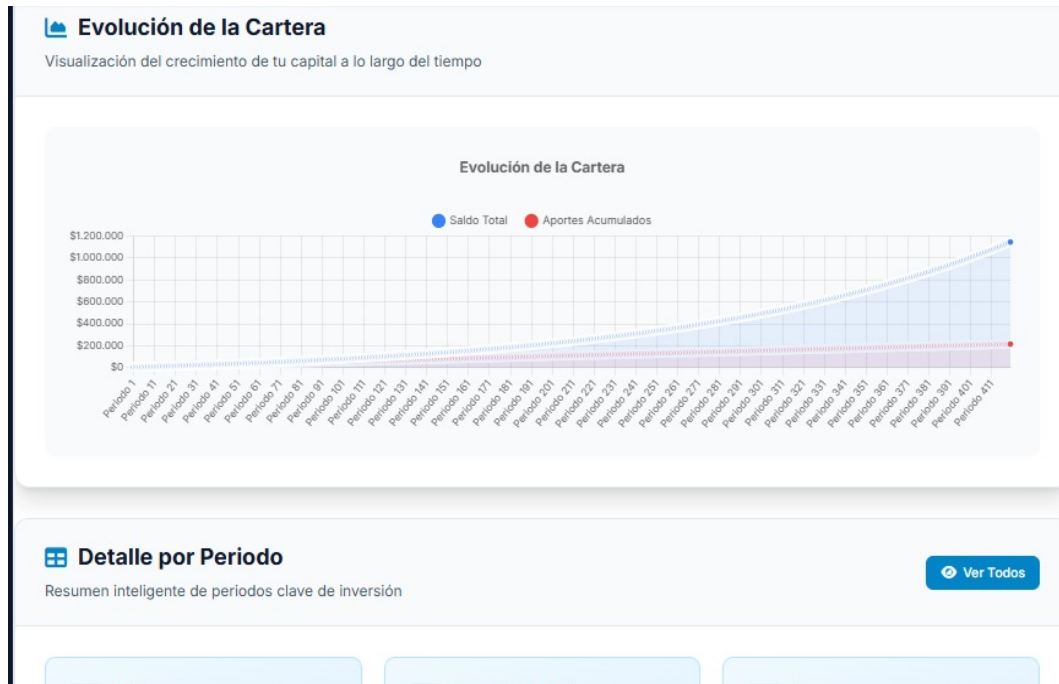 Evolución de la Cartera
Visualización del crecimiento de tu capital a lo largo del tiempo
Evolución de la Cartera
Saldo Total Aportes Acumulados
$1.200.000
$1.000.000
$800.000
$600.000
$400.000
$200.000
$0
Periodo 1
Periodo 11
Periodo 21
Periodo 31
Periodo 41
Periodo 51
Periodo 61
Periodo 71
Periodo 81
Periodo 91
Periodo 101
Periodo 111
Periodo 121
Periodo 131
Periodo 141
Periodo 151
Periodo 161
Periodo 171
Periodo 181
Periodo 191
Periodo 201
Periodo 211
Periodo 221
Periodo 231
Periodo 241
Periodo 251
Periodo 261
Periodo 271
Periodo 281
Periodo 291
Periodo 301
Periodo 311
Periodo 321
Periodo 331
Periodo 341
Periodo 351
Periodo 361
Periodo 371
Periodo 381
Periodo 391
Periodo 401
Periodo 411
Detalle por Periodo
Resumen inteligente de periodos clave de inversión
Ver Todos